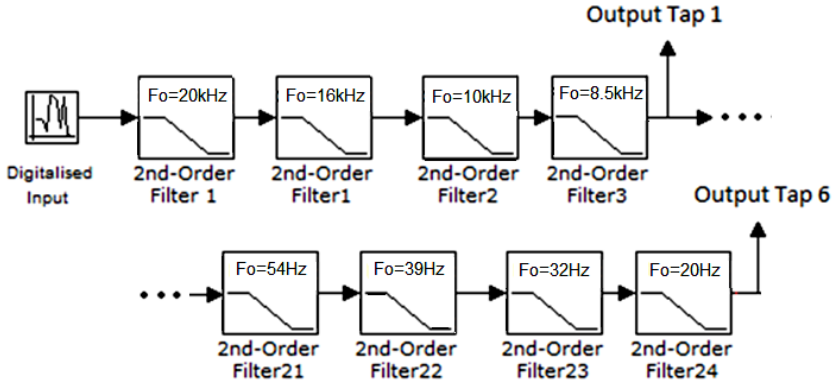 Output Tap 1
Fo=20kHz
Fo=16kHz
Fo=10kHz
Fo=8.5kHz
Digitalised
Input
2nd-Order
Filter 1
2nd-Order
Filter1
2nd-Order
Filter2
2nd-Order
Filter3
Output Tap 6
Fo=54Hz
Fo=39Hz
Fo=32Hz
Fo=20Hz
2nd-Order
Filter21
2nd-Order
Filter22
2nd-Order
Filter23
2nd-Order
Filter24